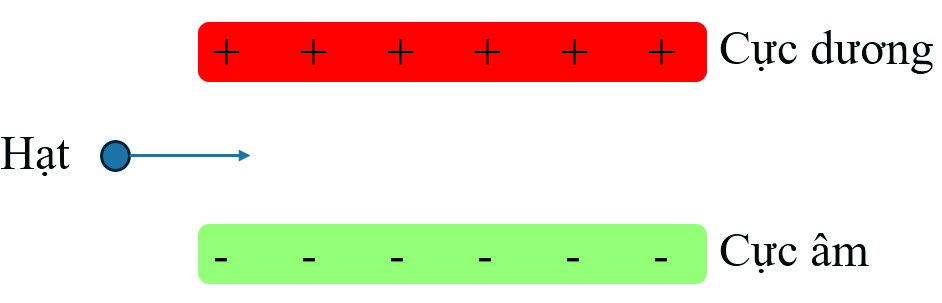 + + + + + + Cực dương
Hạt
- - - - - - Cực âm